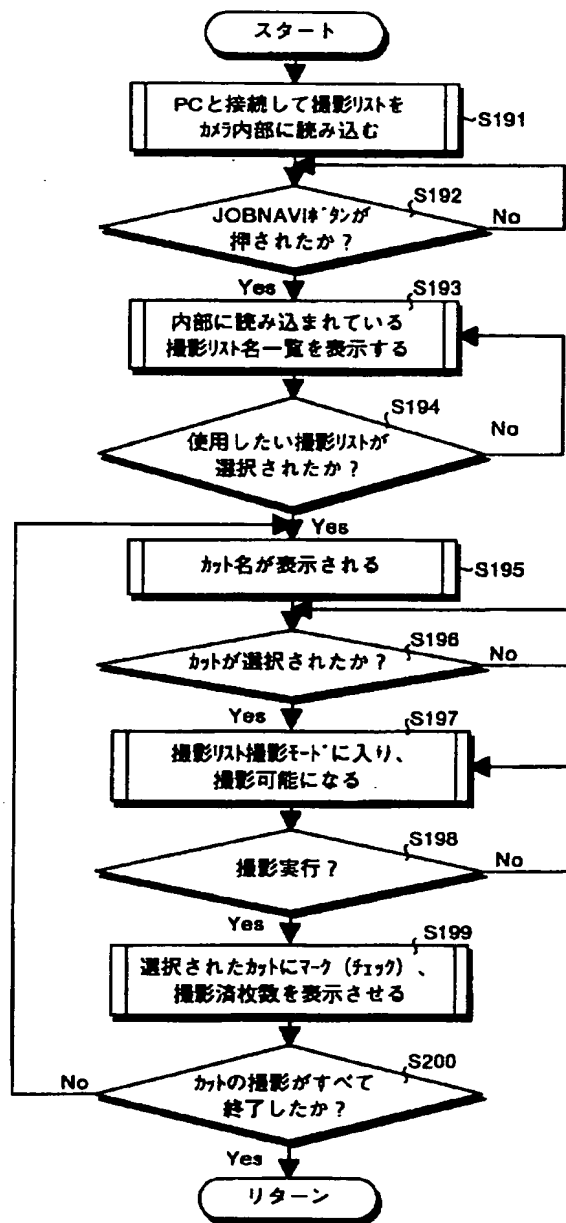 スタート
PCと接続して撮影リストを
カメラ内部に読み込む
S191
S192
JOBNAVIボタンが
押されたか？
No
Yes
S193
内部に読み込まれている
撮影リスト名一覧を表示する
S194
使用したい撮影リストが
選択されたか？
No
Yes
カット名が表示される
S195
S196
カットが選択されたか？
No
Yes
S197
撮影リスト撮影モードに入り、
撮影可能になる
S198
撮影実行？
No
Yes
S199
選択されたカットにマーク（チェック）、
撮影済枚数を表示させる
S200
カットの撮影がすべて
終了したか？
No
Yes
リターン